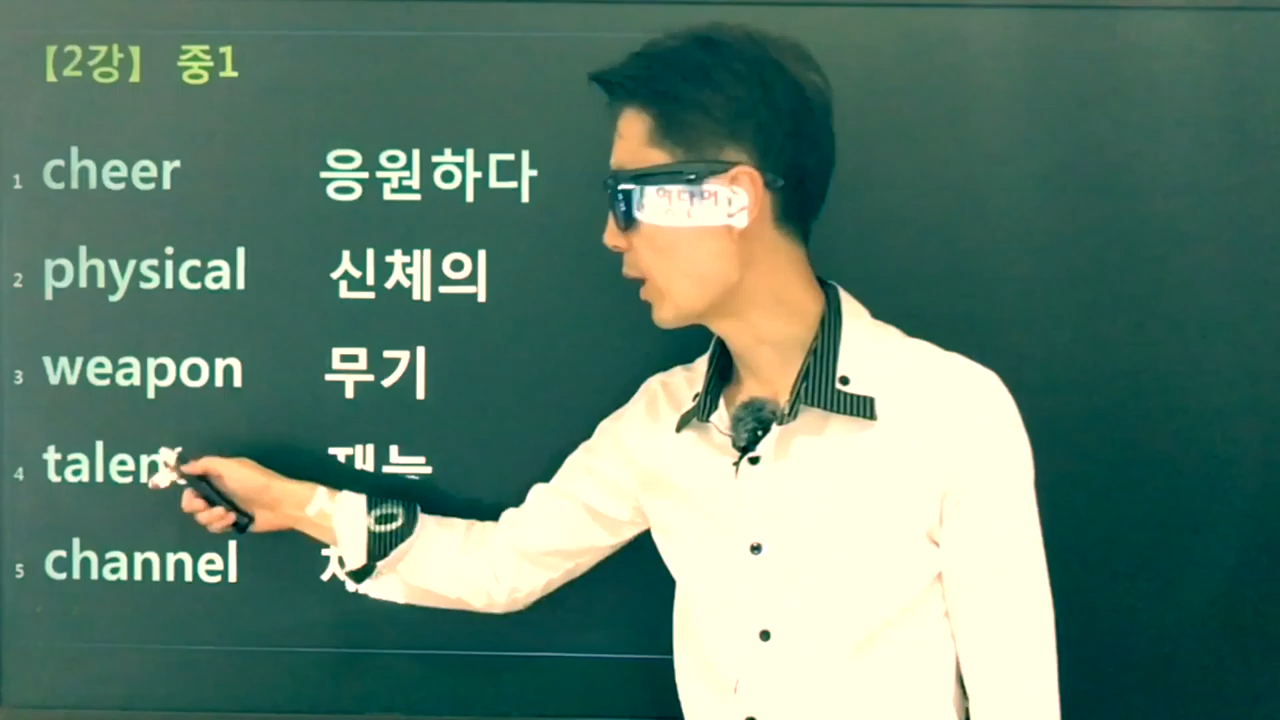 【2강】 중1
1 cheer 응원하다
2 physical 신체의
3 weapon 무기
4 talent 재능
5 channel